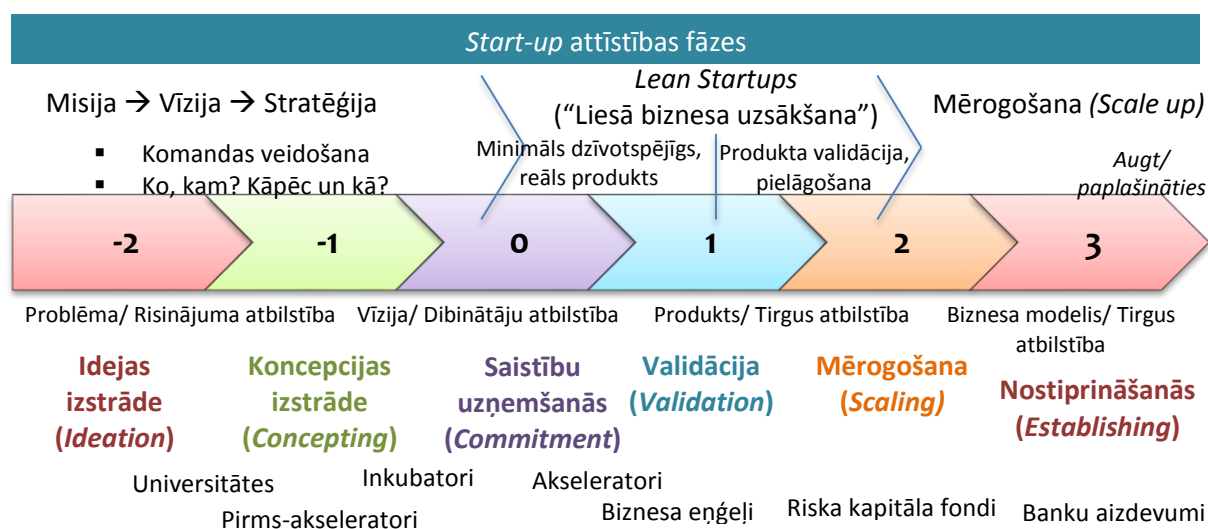 Start-up attīstības fāzes
Misija → Vīzija → Stratēģija
▪ Komandas veidošana
▪ Ko, kam? Kāpēc un kā?
Lean Startups
(“Liesā biznesa uzsākšana”)
Minimāls dzīvotspējīgs,
reāls produkts
Produkta validācija,
pielāgošana
Mērogošana (Scale up)
Augt/
paplašināties
-2
-1
0
1
2
3
Problēma/ Risinājuma atbilstība
Vīzija/ Dibinātāju atbilstība
Produkts/ Tirgus atbilstība
Biznesa modelis/ Tirgus
atbilstība
Idejas
izstrāde
(Ideation)
Koncepcijas
izstrāde
(Concepting)
Saistību
uzņemšanās
(Commitment)
Validācija
(Validation)
Mērogošana
(Scaling)
Nostiprināšanās
(Establishing)
Universitātes
Pirms-akseleratori
Inkubatori
Akseleratori
Biznesa eņģeļi
Riska kapitāla fondi
Banku aizdevumi